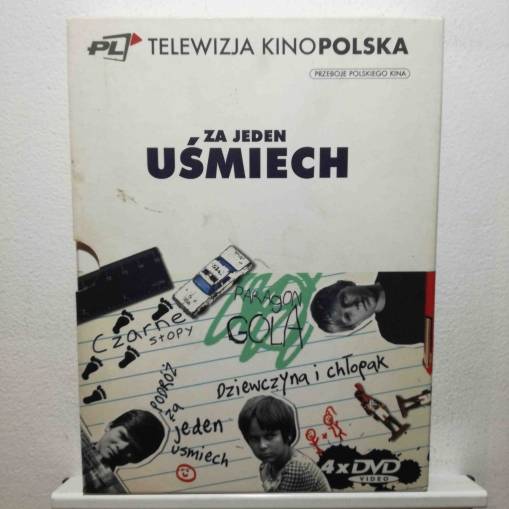 PL TELEWIZJA KINOPOLSKA
PRZEBOJE POLSKIEGO KINA
ZA JEDEN
UŚMIECH
PARAGON
GOLA
Czarne
STOPY
Dziewczyna i chłopak
PODRÓŻ
za
jeden
uśmiech
4xDVD
VIDEO